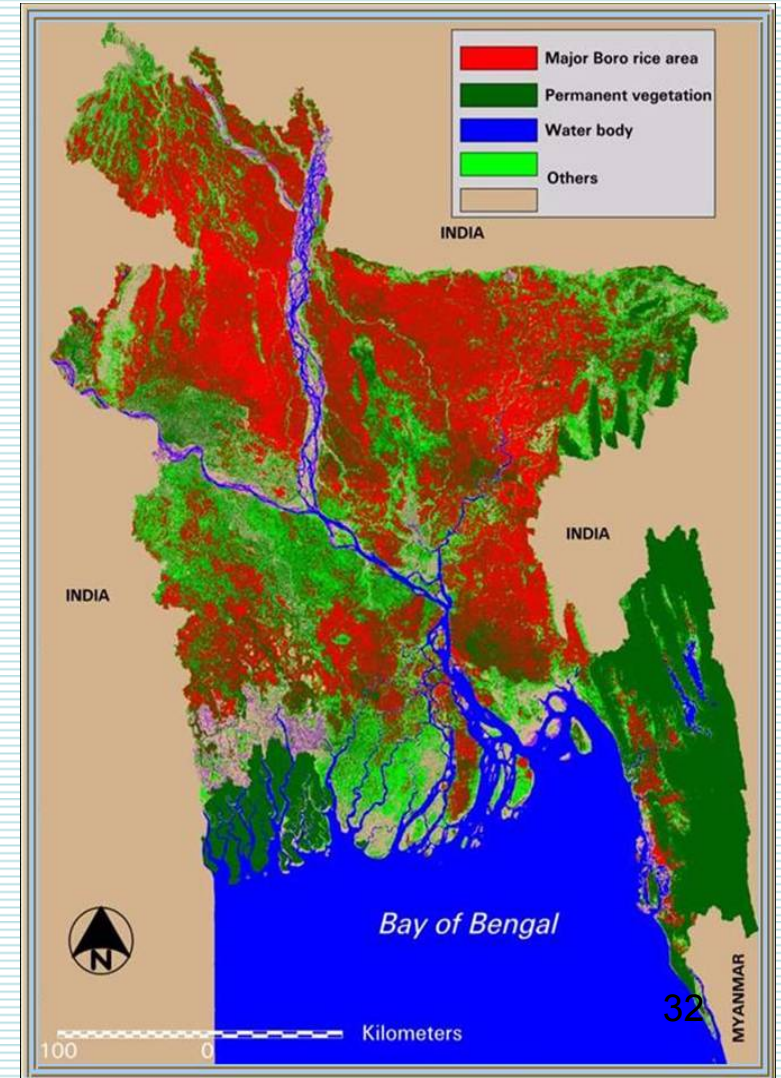 Major Boro rice area
Permanent vegetation
Water body
Others
INDIA
INDIA
INDIA
Bay of Bengal
N
MYANMAR
32
Kilometers
100
0